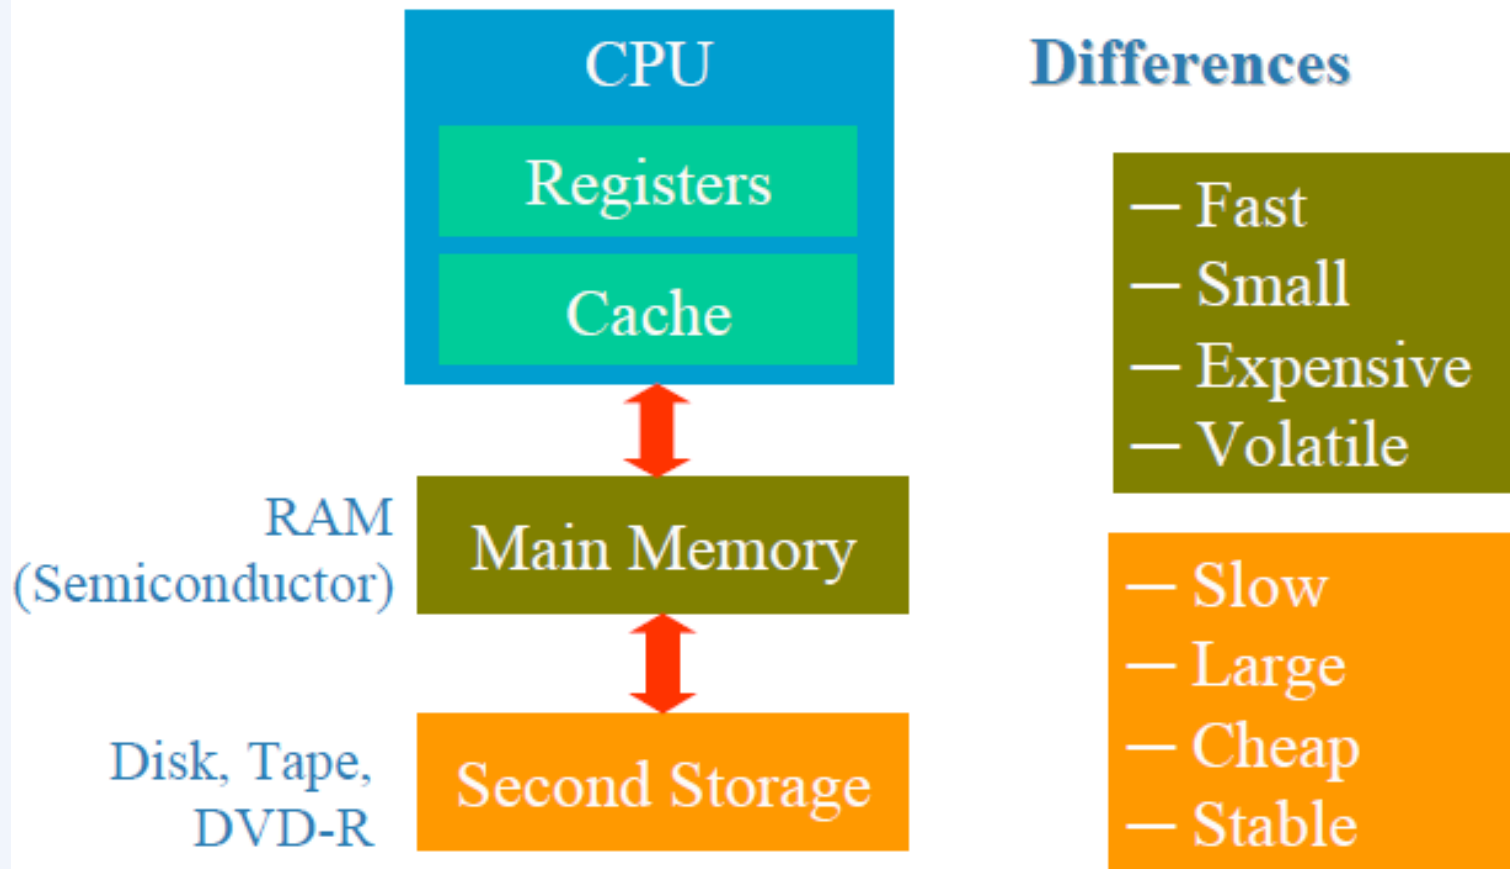 CPU
Registers
Cache
RAM
(Semiconductor)
Main Memory
Disk, Tape,
DVD-R
Second Storage
Differences
— Fast
— Small
— Expensive
— Volatile
— Slow
— Large
— Cheap
— Stable